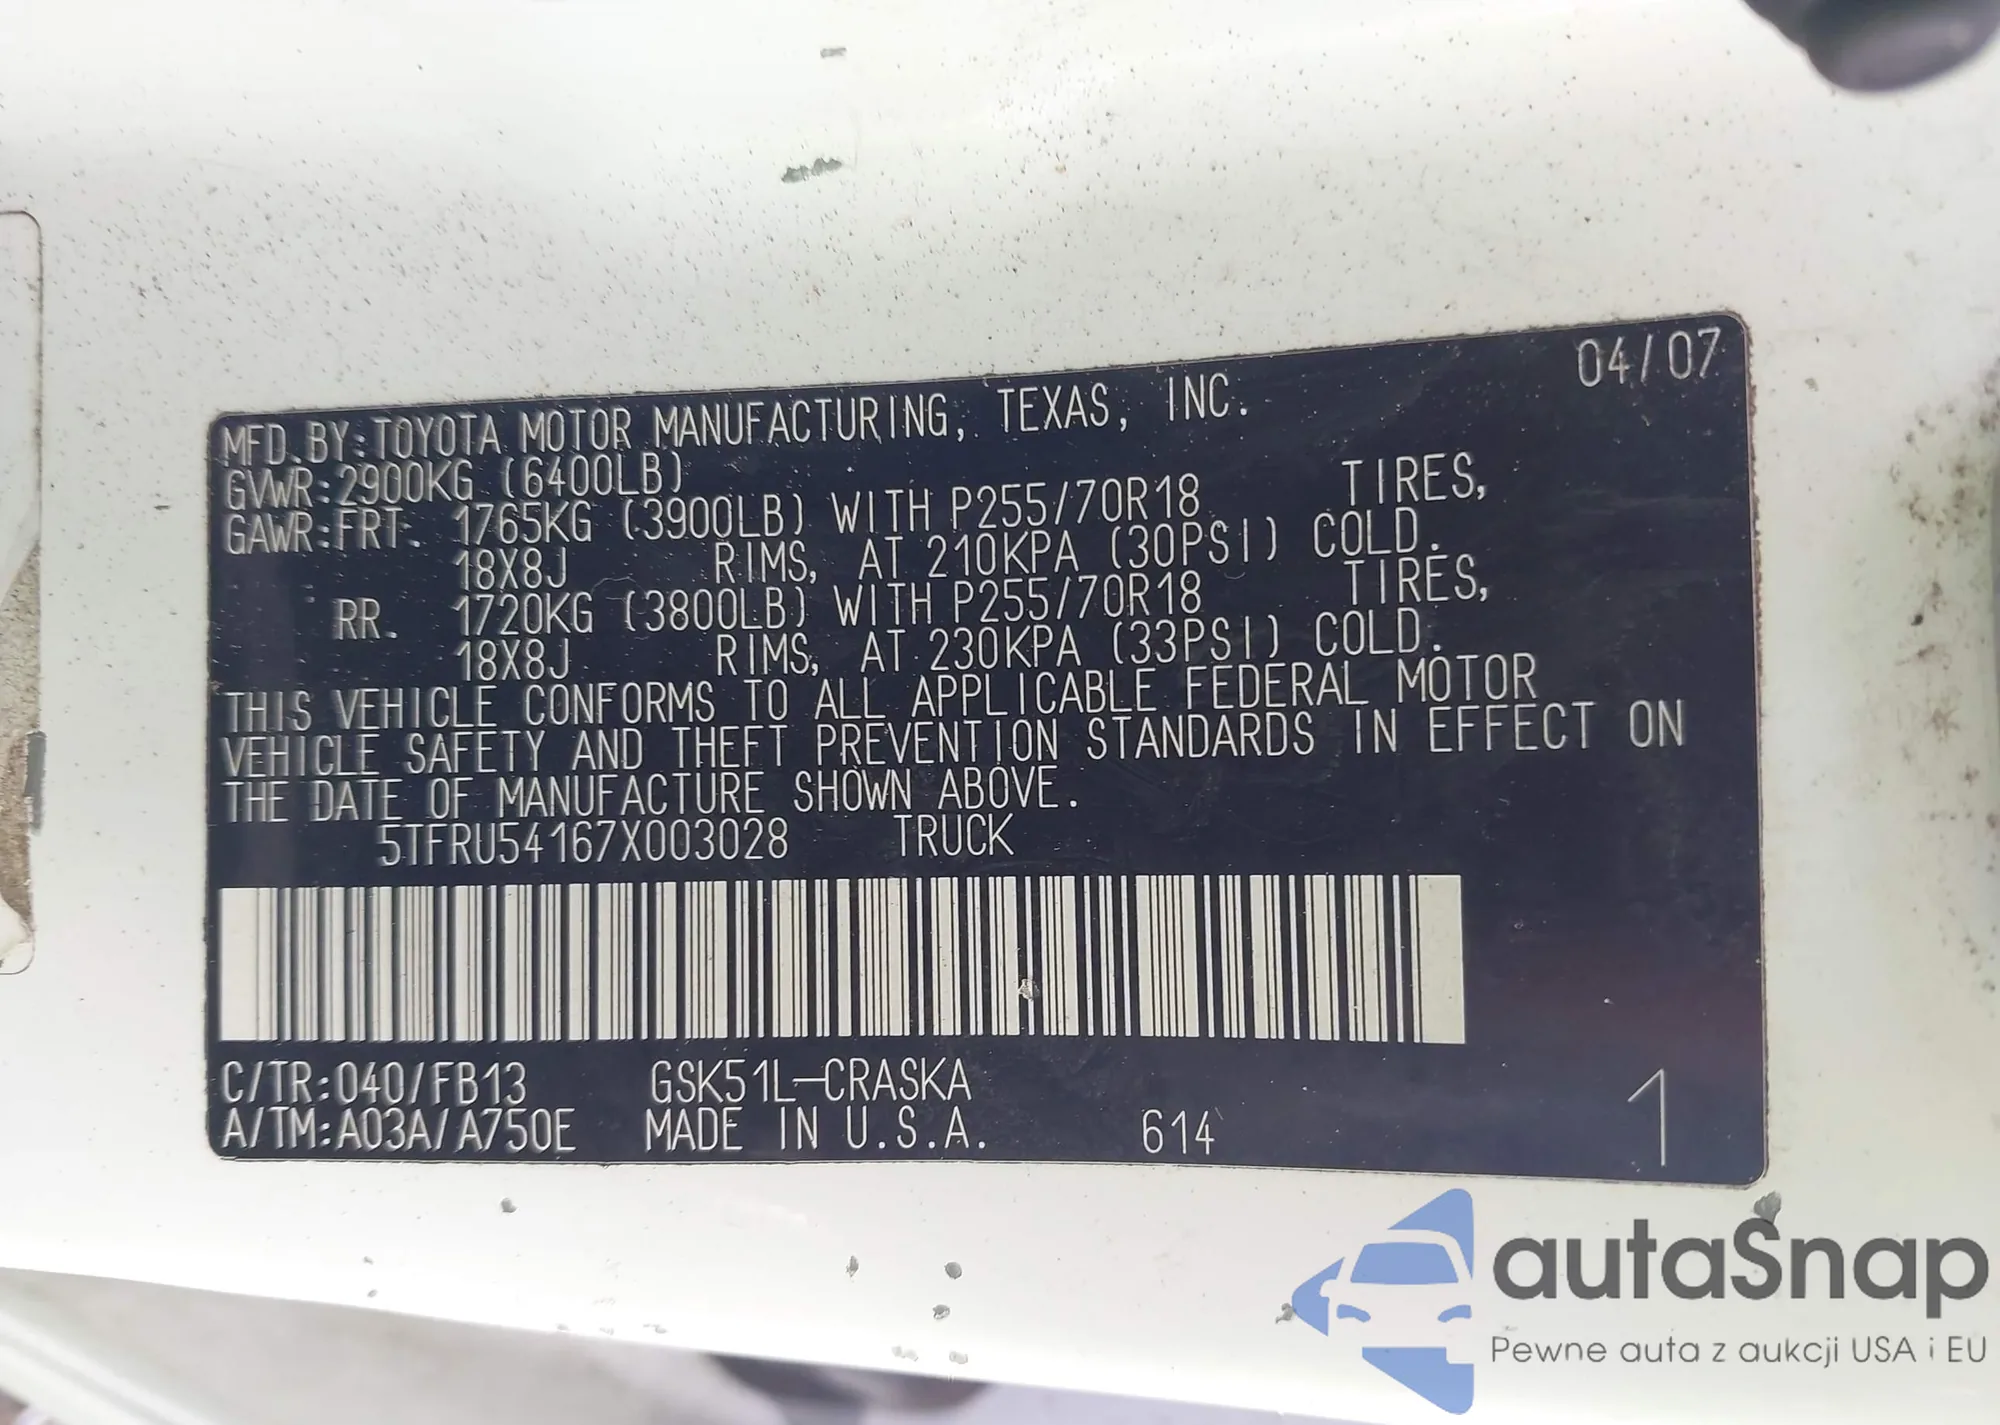 04/07
MFD.BY:TOYOTA MOTOR MANUFACTURING, TEXAS, INC.
GVWR:2900KG (6400LB)
GAWR:FRT. 1765KG (3900LB) WITH P255/70R18 TIRES,
18X8J RIMS, AT 210KPA (30PSI) COLD.
RR. 1720KG (3800LB) WITH P255/70R18 TIRES,
18X8J RIMS, AT 230KPA (33PSI) COLD.
THIS VEHICLE CONFORMS TO ALL APPLICABLE FEDERAL MOTOR
VEHICLE SAFETY AND THEFT PREVENTION STANDARDS IN EFFECT ON
THE DATE OF MANUFACTURE SHOWN ABOVE.
5TFRU54167X003028 TRUCK
C/TR:040/FB13 GSK51L-CRASKA
A/TM:A03A/A750E MADE IN U.S.A. 614 1
autaSnap
Pewne auta z aukcji USA i EU